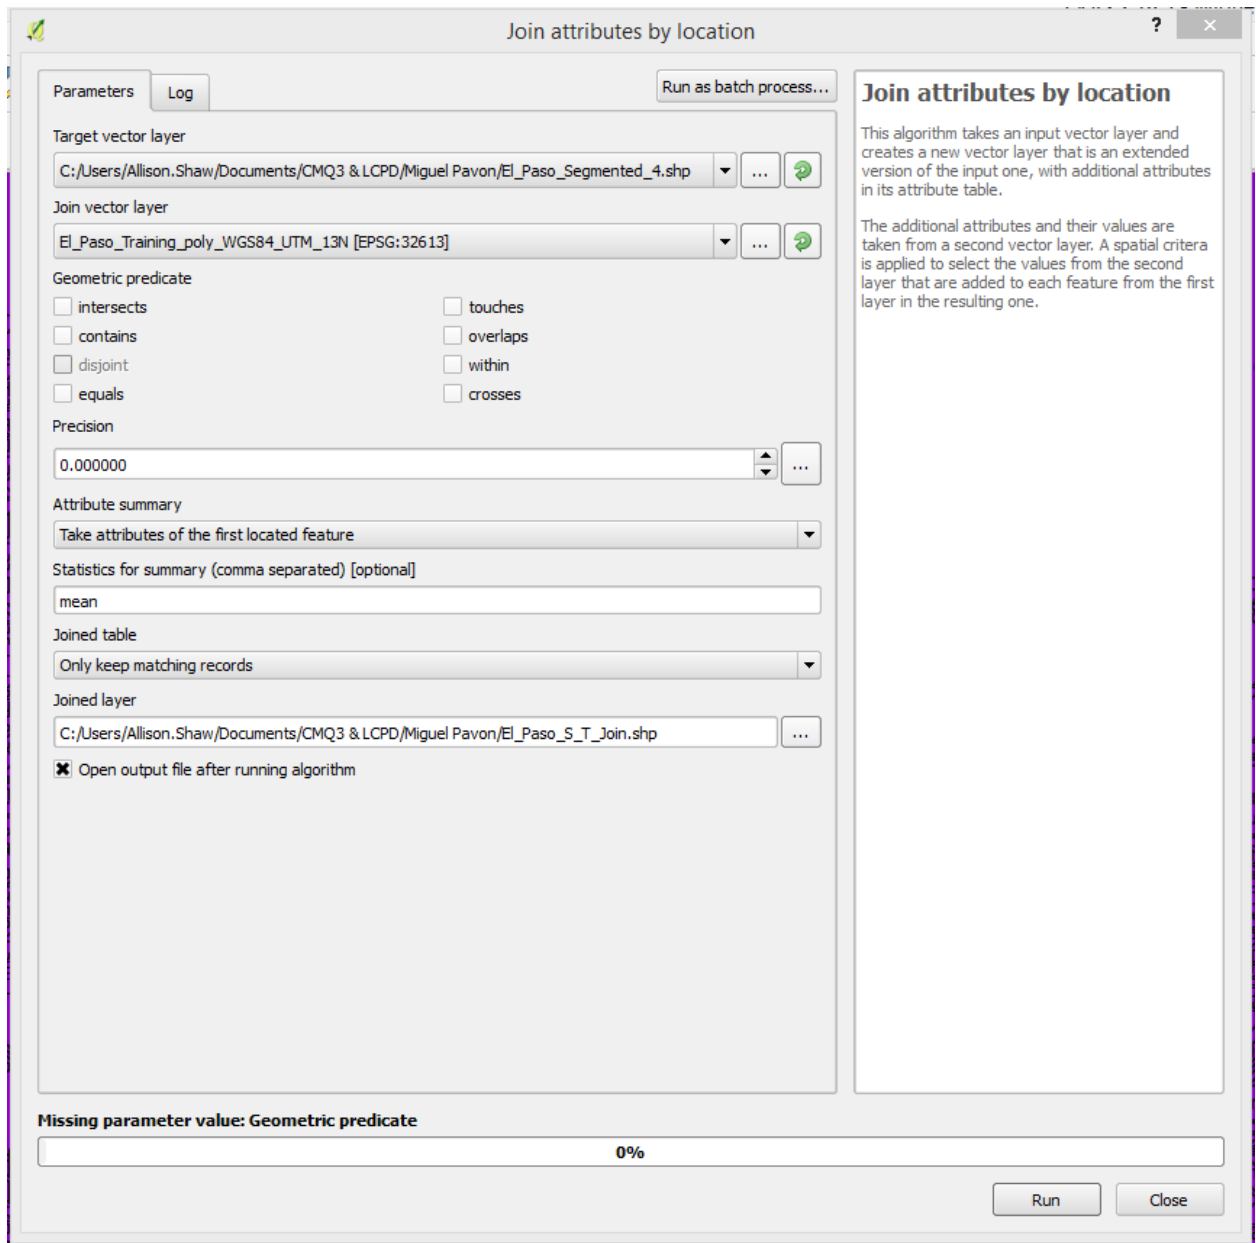 Join attributes by location
?
Parameters
Log
Run as batch process...
Target vector layer
C:/Users/Allison.Shaw/Documents/CMQ3 & LCPD/Miguel Pavon/El_Paso_Segmented_4.shp
...
Join vector layer
El_Paso_Training_poly_WGS84_UTM_13N [EPSG:32613]
...
Geometric predicate
intersects
touches
contains
overlaps
disjoint
within
equals
crosses
Precision
0.000000
...
Attribute summary
Take attributes of the first located feature
Statistics for summary (comma separated) [optional]
mean
Joined table
Only keep matching records
Joined layer
C:/Users/Allison.Shaw/Documents/CMQ3 & LCPD/Miguel Pavon/El_Paso_S_T_Join.shp
...
Open output file after running algorithm
Join attributes by location
This algorithm takes an input vector layer and
creates a new vector layer that is an extended
version of the input one, with additional attributes
in its attribute table.
The additional attributes and their values are
taken from a second vector layer. A spatial critera
is applied to select the values from the second
layer that are added to each feature from the first
layer in the resulting one.
Missing parameter value: Geometric predicate
0%
Run
Close